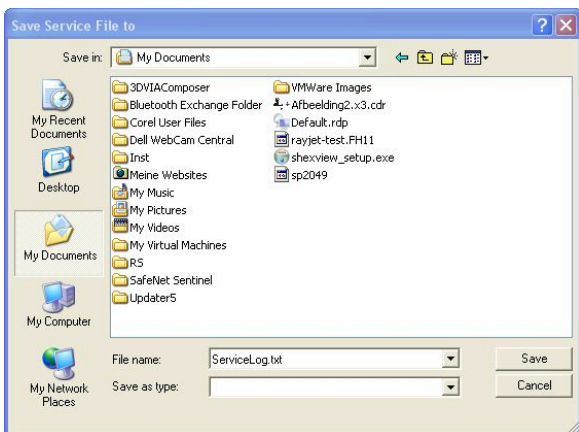 Save Service File to
Save in: My Documents
My Recent Documents
Desktop
My Documents
My Computer
My Network Places
3DVIAComposer
Bluetooth Exchange Folder
Corel User Files
Dell WebCam Central
Inst
Meine Websites
My Music
My Pictures
My Videos
My Virtual Machines
RS
SafeNet Sentinel
Updater5
VMWare Images
Afbeelding2.x3.cdr
Default.rdp
rayjet-test.FH11
shexview_setup.exe
sp2049
File name: ServiceLog.txt Save
Save as type: Cancel